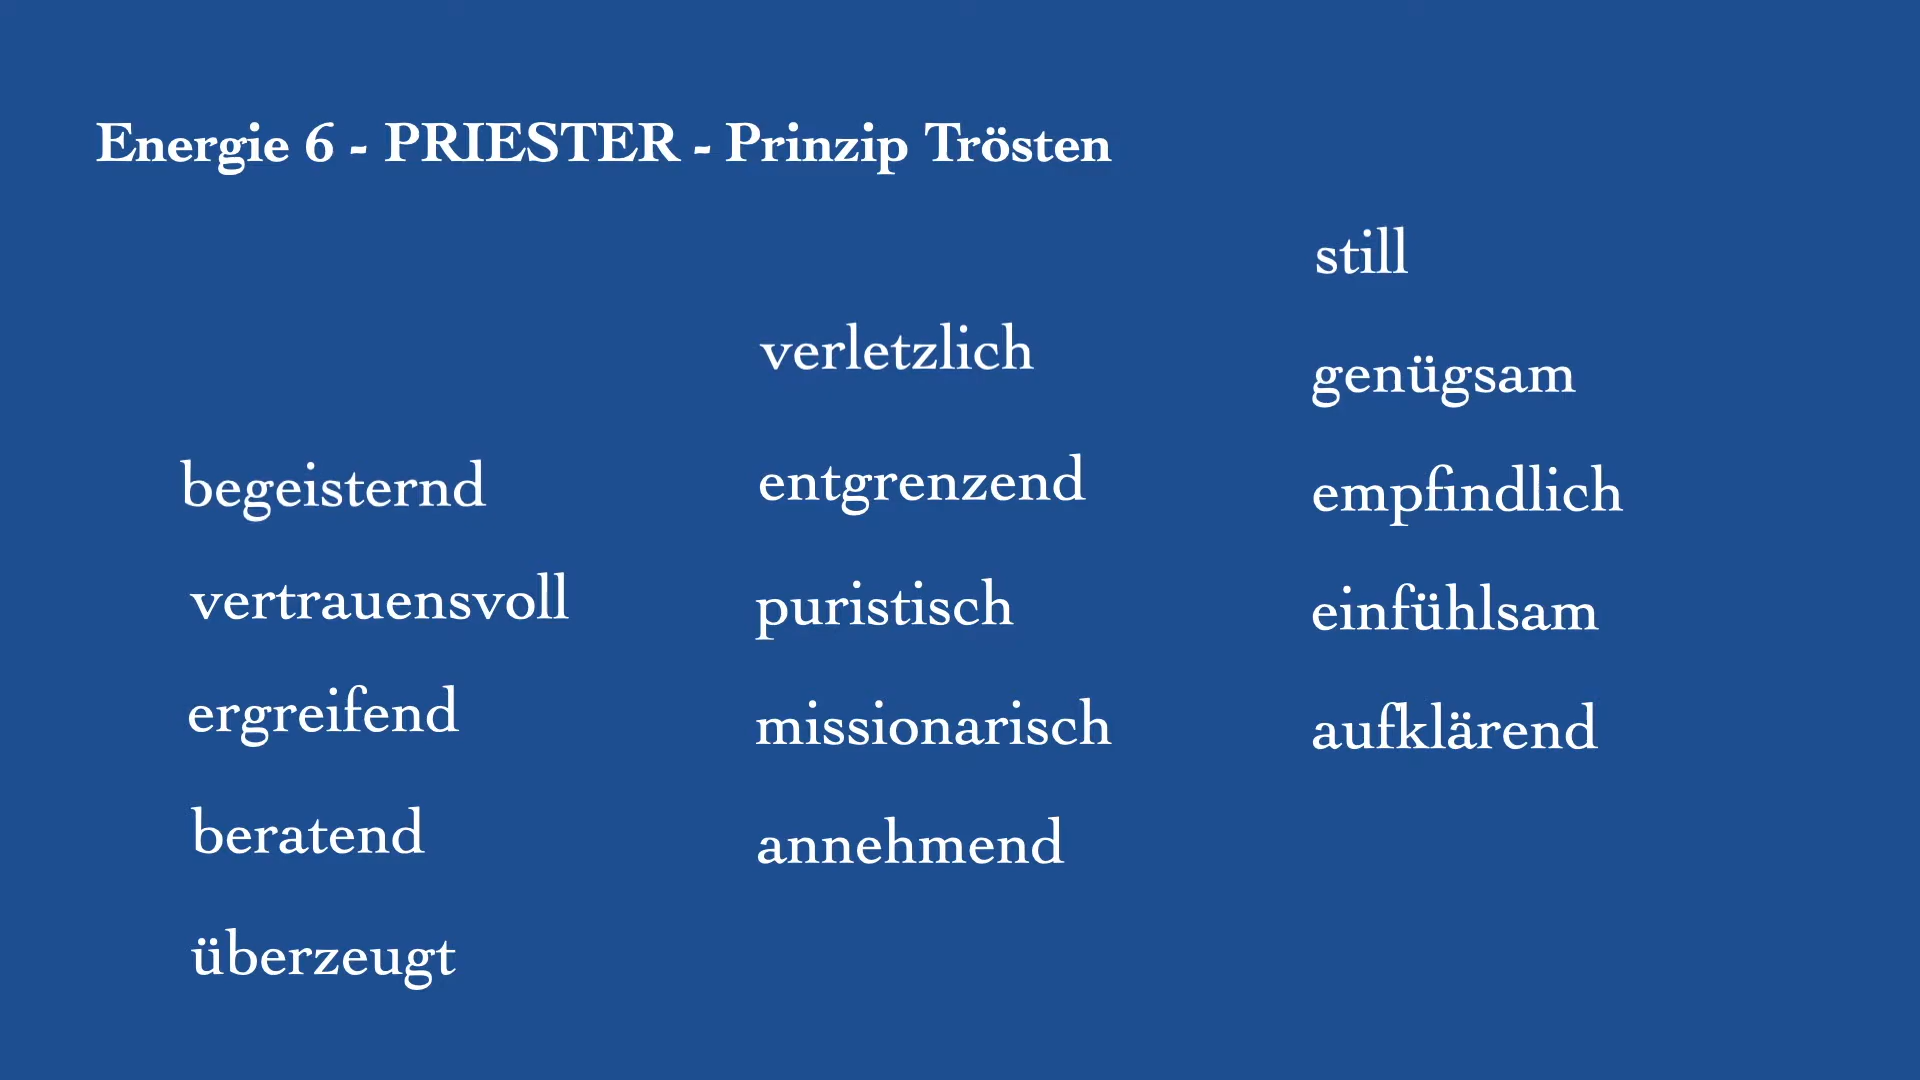 Energie 6 - PRIESTER - Prinzip Trösten
begeisternd
vertrauensvoll
ergreifend
beratend
überzeugt
verletzlich
entgrenzend
puristisch
missionarisch
annehmend
still
genügsam
empfindlich
einfühlsam
aufklärend